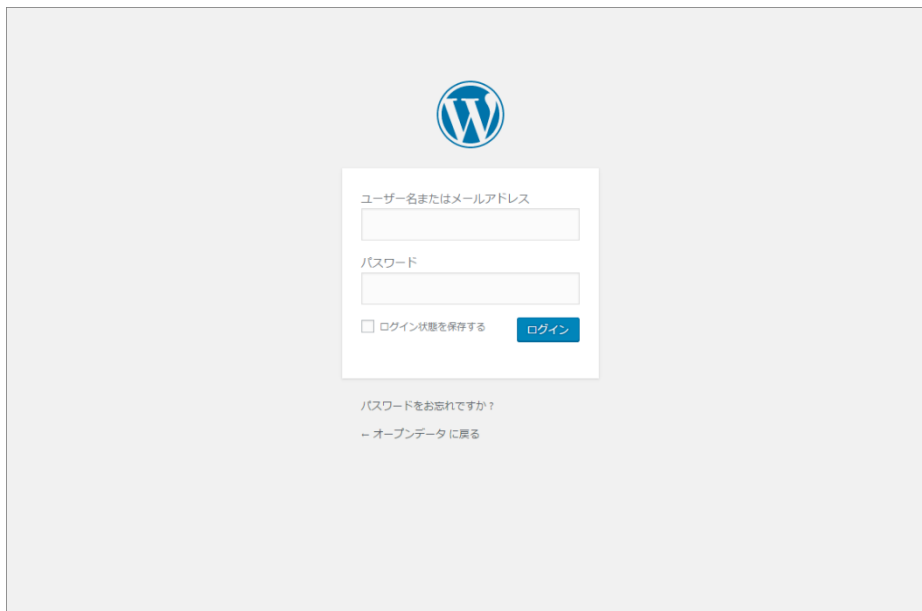 ユーザー名またはメールアドレス
パスワード
ログイン状態を保存する
ログイン
パスワードをお忘れですか ?
← オープンデータ に戻る